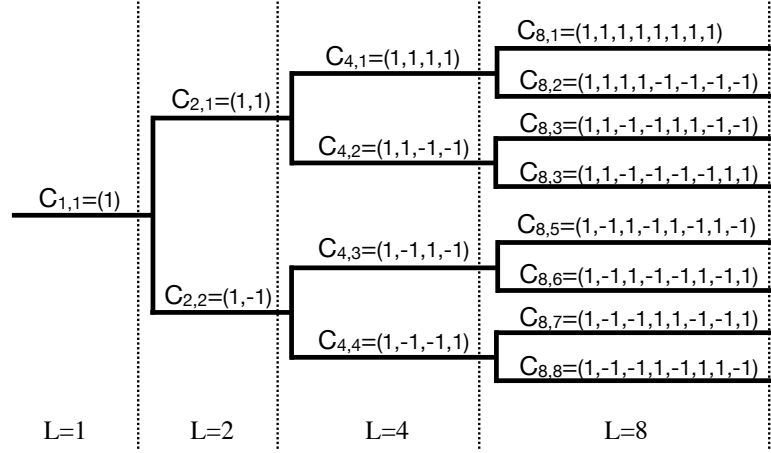 C8,1=(1,1,1,1,1,1,1,1)
C4,1=(1,1,1,1)
C8,2=(1,1,1,1,-1,-1,-1,-1)
C2,1=(1,1)
C8,3=(1,1,-1,-1,1,1,-1,-1)
C4,2=(1,1,-1,-1)
C8,3=(1,1,-1,-1,-1,-1,1,1)
C1,1=(1)
C8,5=(1,-1,1,-1,1,-1,1,-1)
C4,3=(1,-1,1,-1)
C8,6=(1,-1,1,-1,-1,1,-1,1)
C2,2=(1,-1)
C8,7=(1,-1,-1,1,1,-1,-1,1)
C4,4=(1,-1,-1,1)
C8,8=(1,-1,-1,1,-1,1,1,-1)
L=1
L=2
L=4
L=8